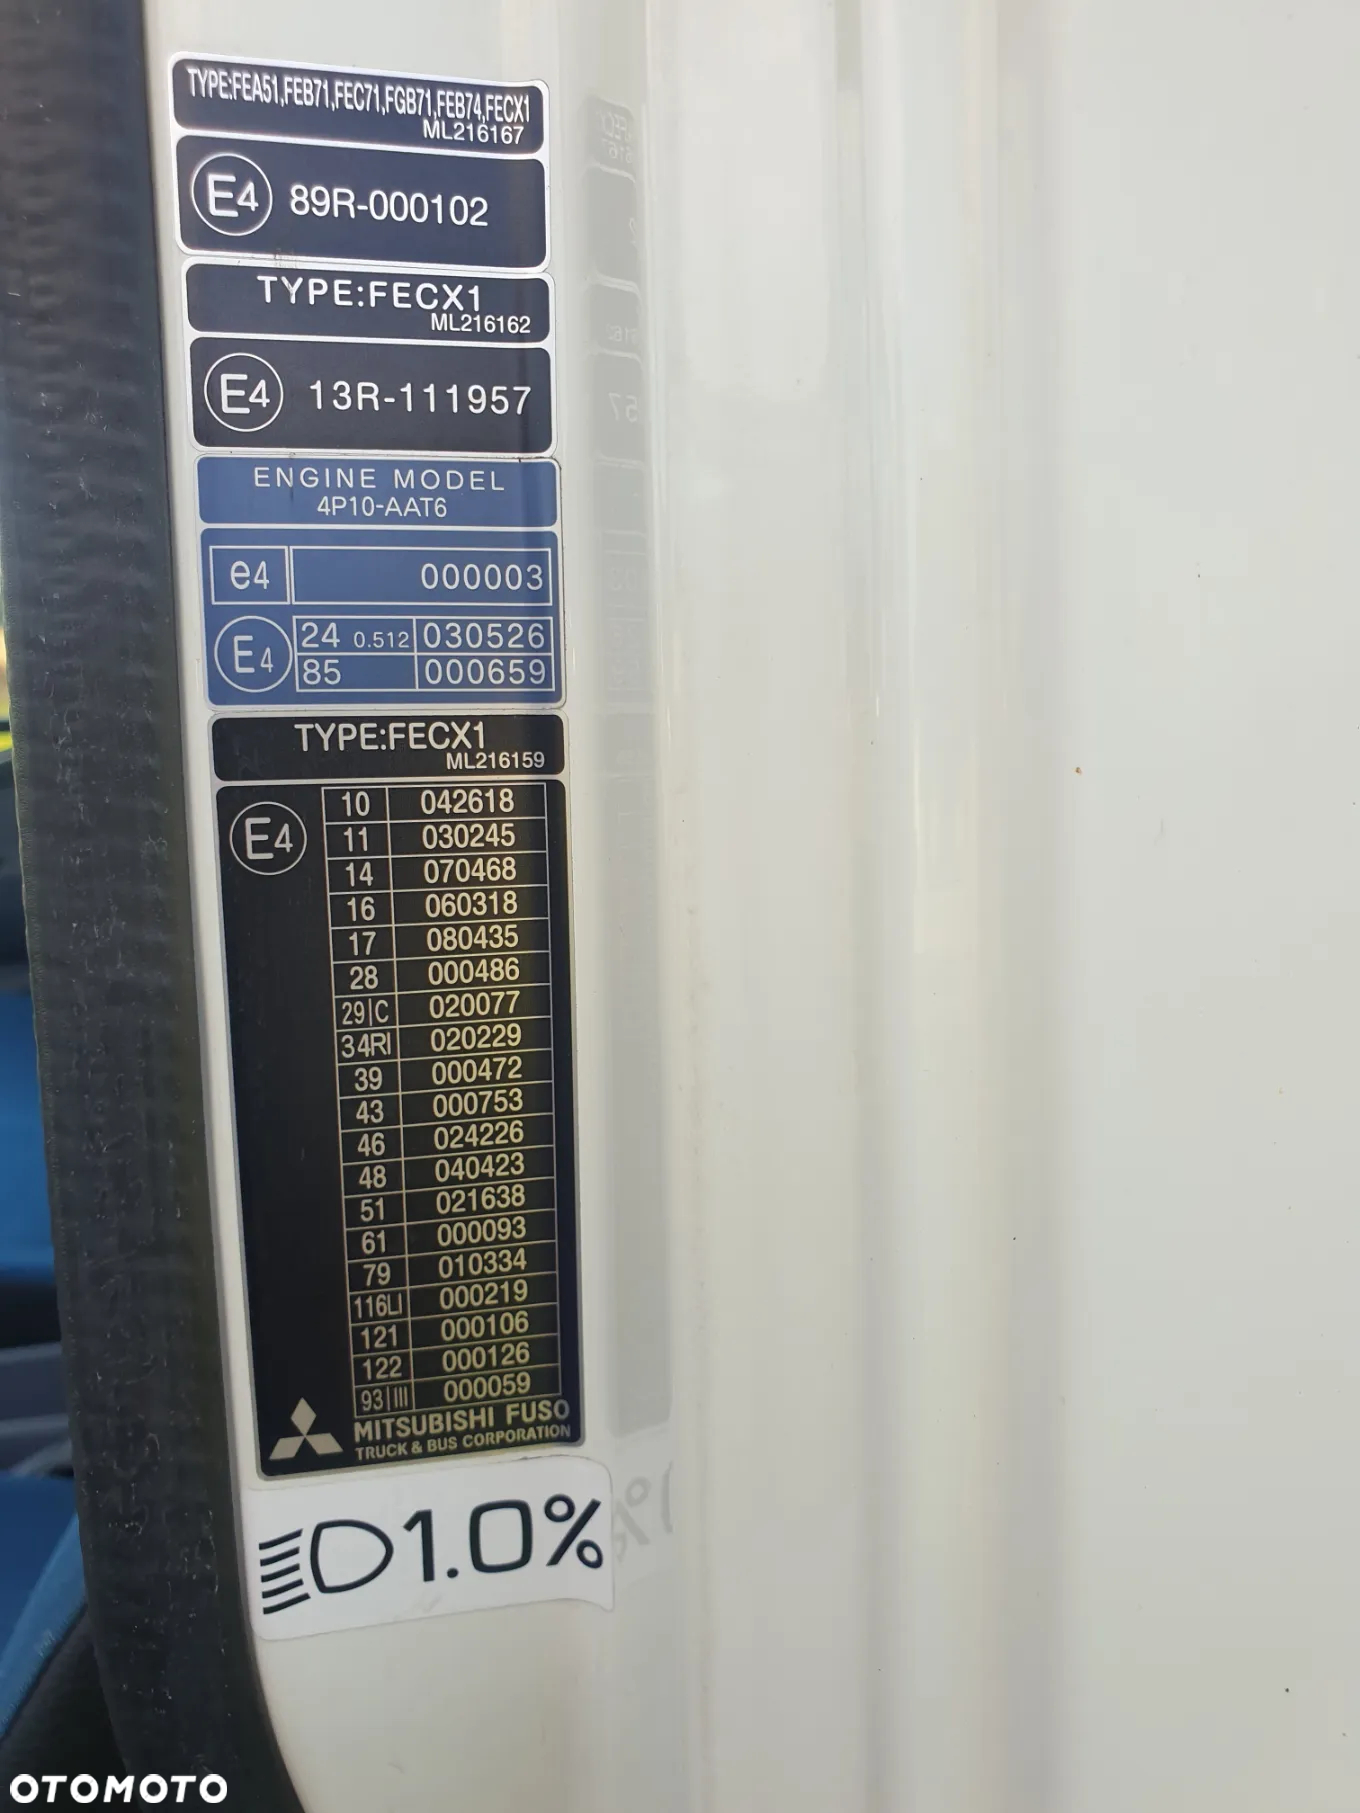 TYPE:FEA51,FEB71,FEC71,FGB71,FEB74,FECX1
ML216167
E4 89R-000102
TYPE:FECX1
ML216162
E4 13R-111957
ENGINE MODEL
4P10-AAT6
e4 000003
E4 24 0.512 030526
85 000659
TYPE:FECX1
ML216159
E4 10 042618
11 030245
14 070468
16 060318
17 080435
28 000486
29|C 020077
34RI 020229
39 000472
43 000753
46 024226
48 040423
51 021638
61 000093
79 010334
116LI 000219
121 000106
122 000126
93|III 000059
MITSUBISHI FUSO
TRUCK & BUS CORPORATION
1.0%
OTOMOTO